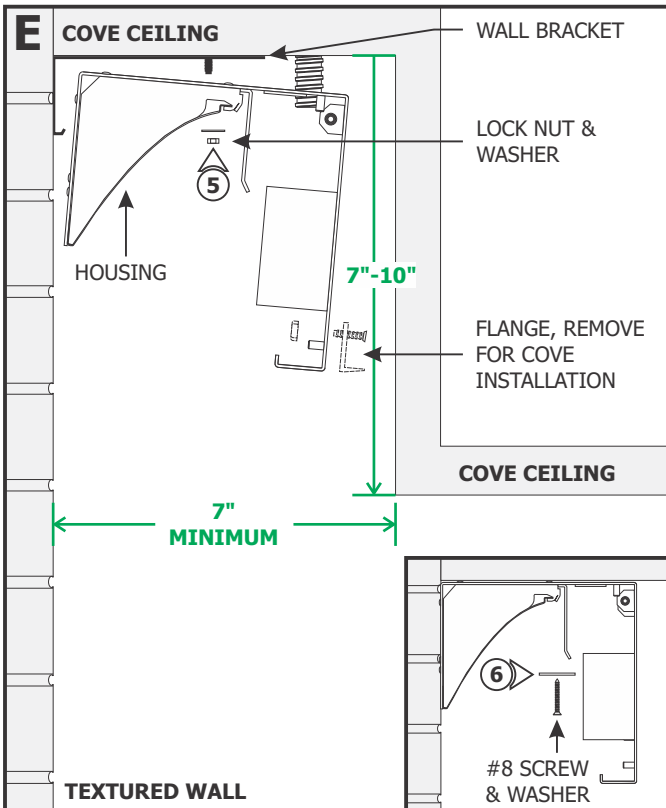 E
COVE CEILING
WALL BRACKET
LOCK NUT &
WASHER
5
HOUSING
7"-10"
FLANGE, REMOVE
FOR COVE
INSTALLATION
COVE CEILING
7"
MINIMUM
6
#8 SCREW
& WASHER
TEXTURED WALL